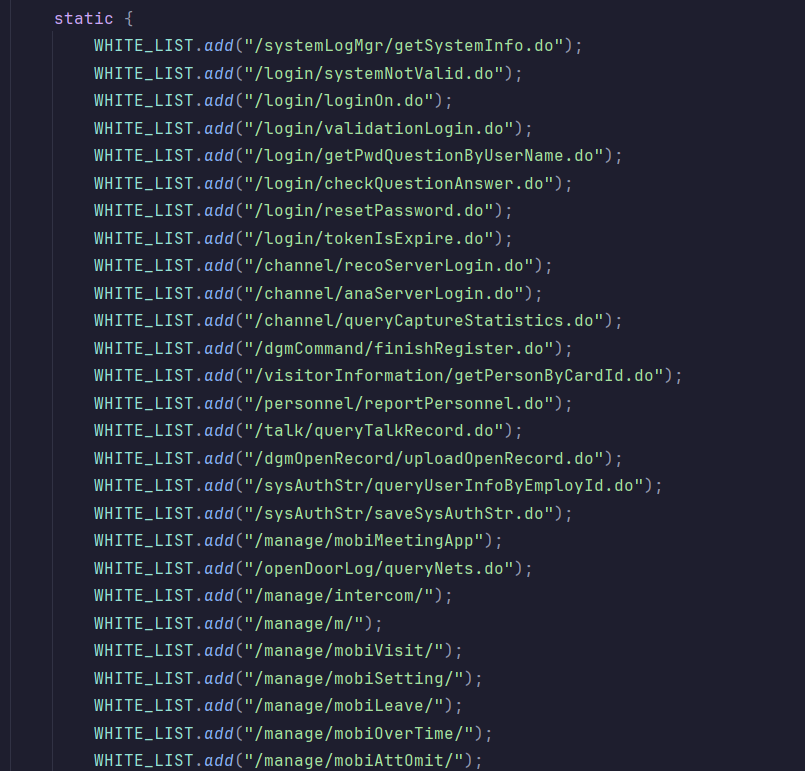 static {
WHITE_LIST.add("/systemLogMgr/getSystemInfo.do");
WHITE_LIST.add("/login/systemNotValid.do");
WHITE_LIST.add("/login/loginOn.do");
WHITE_LIST.add("/login/validationLogin.do");
WHITE_LIST.add("/login/getPwdQuestionByUserName.do");
WHITE_LIST.add("/login/checkQuestionAnswer.do");
WHITE_LIST.add("/login/resetPassword.do");
WHITE_LIST.add("/login/tokenIsExpire.do");
WHITE_LIST.add("/channel/recoServerLogin.do");
WHITE_LIST.add("/channel/anaServerLogin.do");
WHITE_LIST.add("/channel/queryCaptureStatistics.do");
WHITE_LIST.add("/dgmCommand/finishRegister.do");
WHITE_LIST.add("/visitorInformation/getPersonByCardId.do");
WHITE_LIST.add("/personnel/reportPersonnel.do");
WHITE_LIST.add("/talk/queryTalkRecord.do");
WHITE_LIST.add("/dgmOpenRecord/uploadOpenRecord.do");
WHITE_LIST.add("/sysAuthStr/queryUserInfoByEmployId.do");
WHITE_LIST.add("/sysAuthStr/saveSysAuthStr.do");
WHITE_LIST.add("/manage/mobiMeetingApp");
WHITE_LIST.add("/openDoorLog/queryNets.do");
WHITE_LIST.add("/manage/intercom/");
WHITE_LIST.add("/manage/m/");
WHITE_LIST.add("/manage/mobiVisit/");
WHITE_LIST.add("/manage/mobiSetting/");
WHITE_LIST.add("/manage/mobiLeave/");
WHITE_LIST.add("/manage/mobiOverTime/");
WHITE_LIST.add("/manage/mobiAttOmit/");